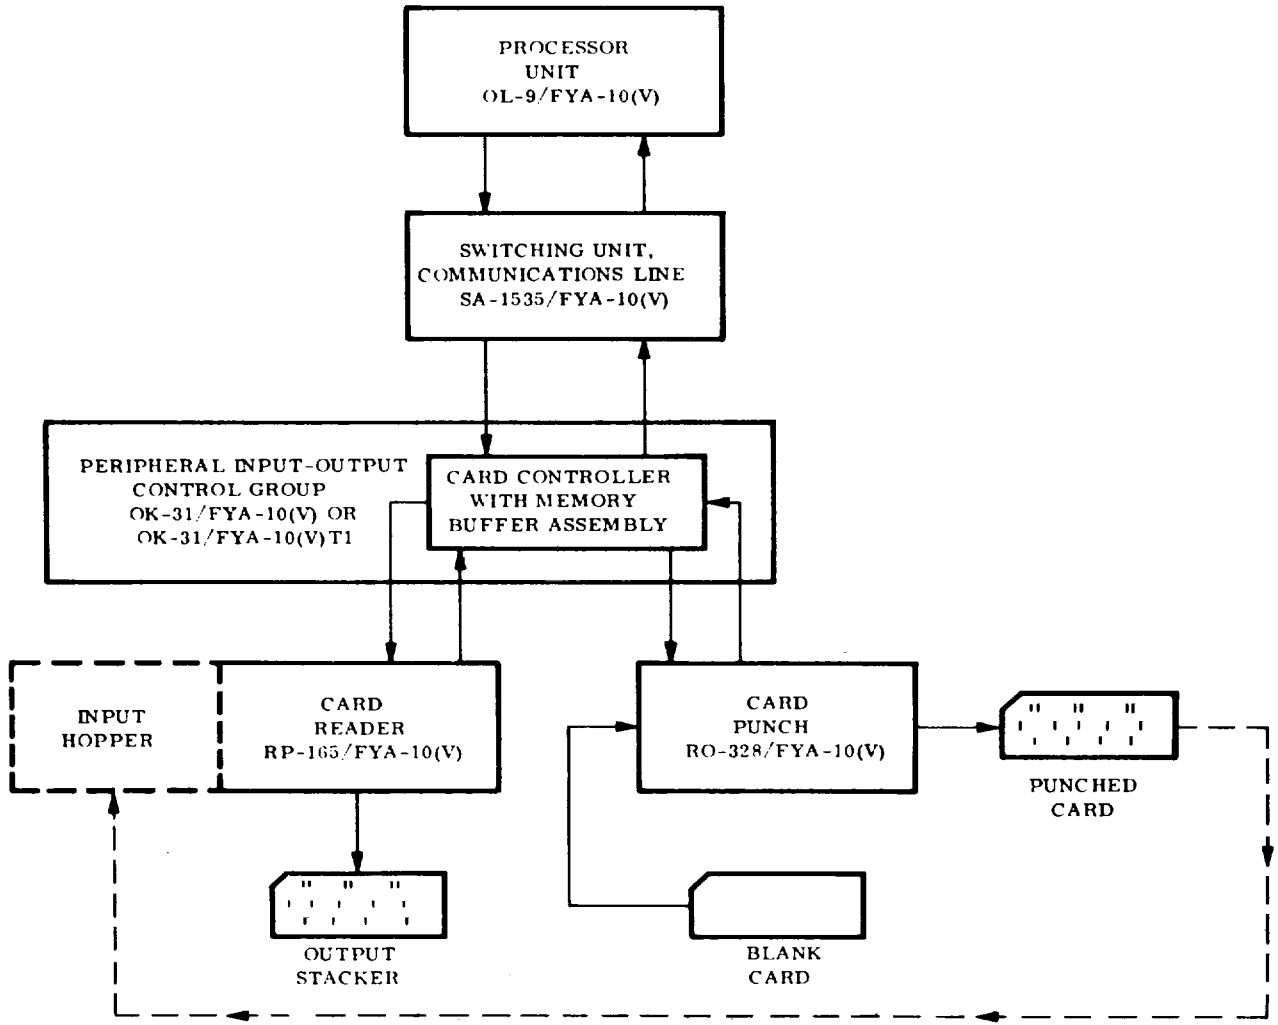 PROCESSOR
UNIT
OL-9/FYA-10(V)
SWITCHING UNIT,
COMMUNICATIONS LINE
SA-1535/FYA-10(V)
PERIPHERAL INPUT-OUTPUT
CONTROL GROUP
OK-31/FYA-10(V) OR
OK-31/FYA-10(V)T1
CARD CONTROLLER
WITH MEMORY
BUFFER ASSEMBLY
INPUT
HOPPER
CARD
READER
RP-165/FYA-10(V)
CARD
PUNCH
RO-328/FYA-10(V)
PUNCHED
CARD
OUTPUT
STACKER
BLANK
CARD